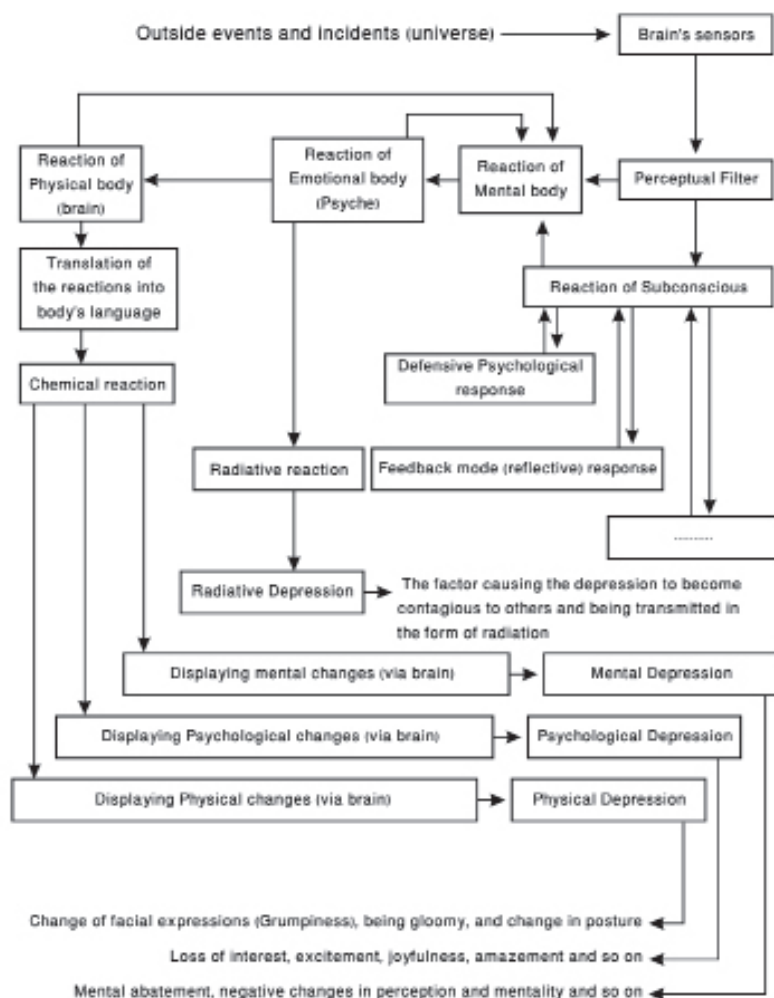 Outside events and incidents (universe)
Brain's sensors
Reaction of
Physical body
(brain)
Reaction of
Emotional body
(Psyche)
Reaction of
Mental body
Perceptual Filter
Translation of
the reactions into
body's language
Reaction of Subconscious
Chemical reaction
Defensive Psychological
response
Radiative reaction
Feedback mode (reflective) response
---------
Radiative Depression
The factor causing the depression to become
contagious to others and being transmitted in
the form of radiation
Displaying mental changes (via brain)
Mental Depression
Displaying Psychological changes (via brain)
Psychological Depression
Displaying Physical changes (via brain)
Physical Depression
Change of facial expressions (Grumpiness), being gloomy, and change in posture
Loss of interest, excitement, joyfulness, amazement and so on
Mental abatement, negative changes in perception and mentality and so on